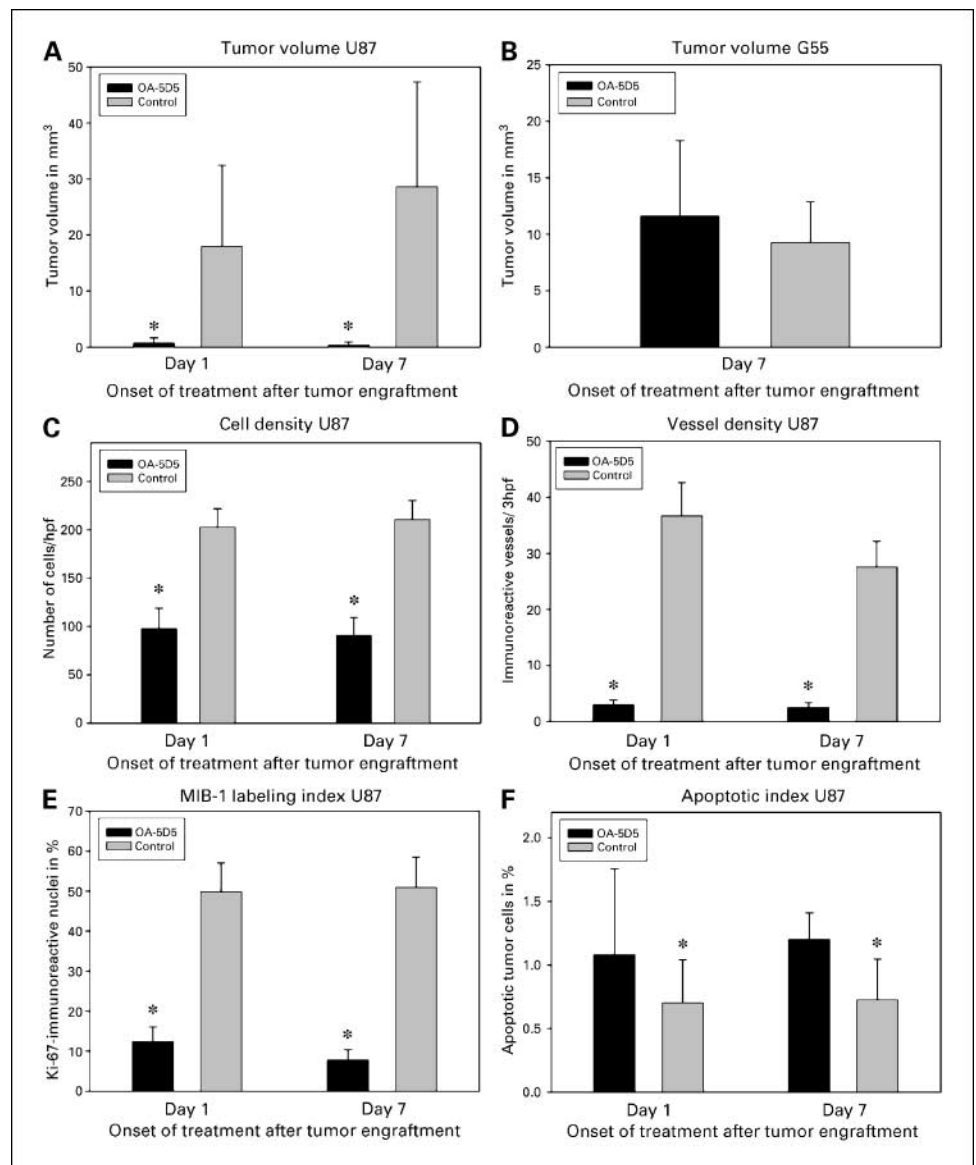 A
Tumor volume U87
50
40
30
20
10
0
Tumor volume in mm³
OA-5D5
Control
*
*
Day 1
Day 7
Onset of treatment after tumor engraftment
B
Tumor volume G55
25
20
15
10
5
0
Tumor volume in mm³
OA-5D5
Control
Day 7
Onset of treatment after tumor engraftment
C
Cell density U87
250
200
150
100
50
0
Number of cells/hpf
OA-5D5
Control
*
*
Day 1
Day 7
Onset of treatment after tumor engraftment
D
Vessel density U87
50
40
30
20
10
0
Immunoreactive vessels/ 3hpf
OA-5D5
Control
*
*
Day 1
Day 7
Onset of treatment after tumor engraftment
E
MIB-1 labeling index U87
70
60
50
40
30
20
10
0
Ki-67-immunoreactive nuclei in %
OA-5D5
Control
*
*
Day 1
Day 7
Onset of treatment after tumor engraftment
F
Apoptotic index U87
2.0
1.5
1.0
0.5
0.0
Apoptotic tumor cells in %
OA-5D5
Control
*
*
Day 1
Day 7
Onset of treatment after tumor engraftment